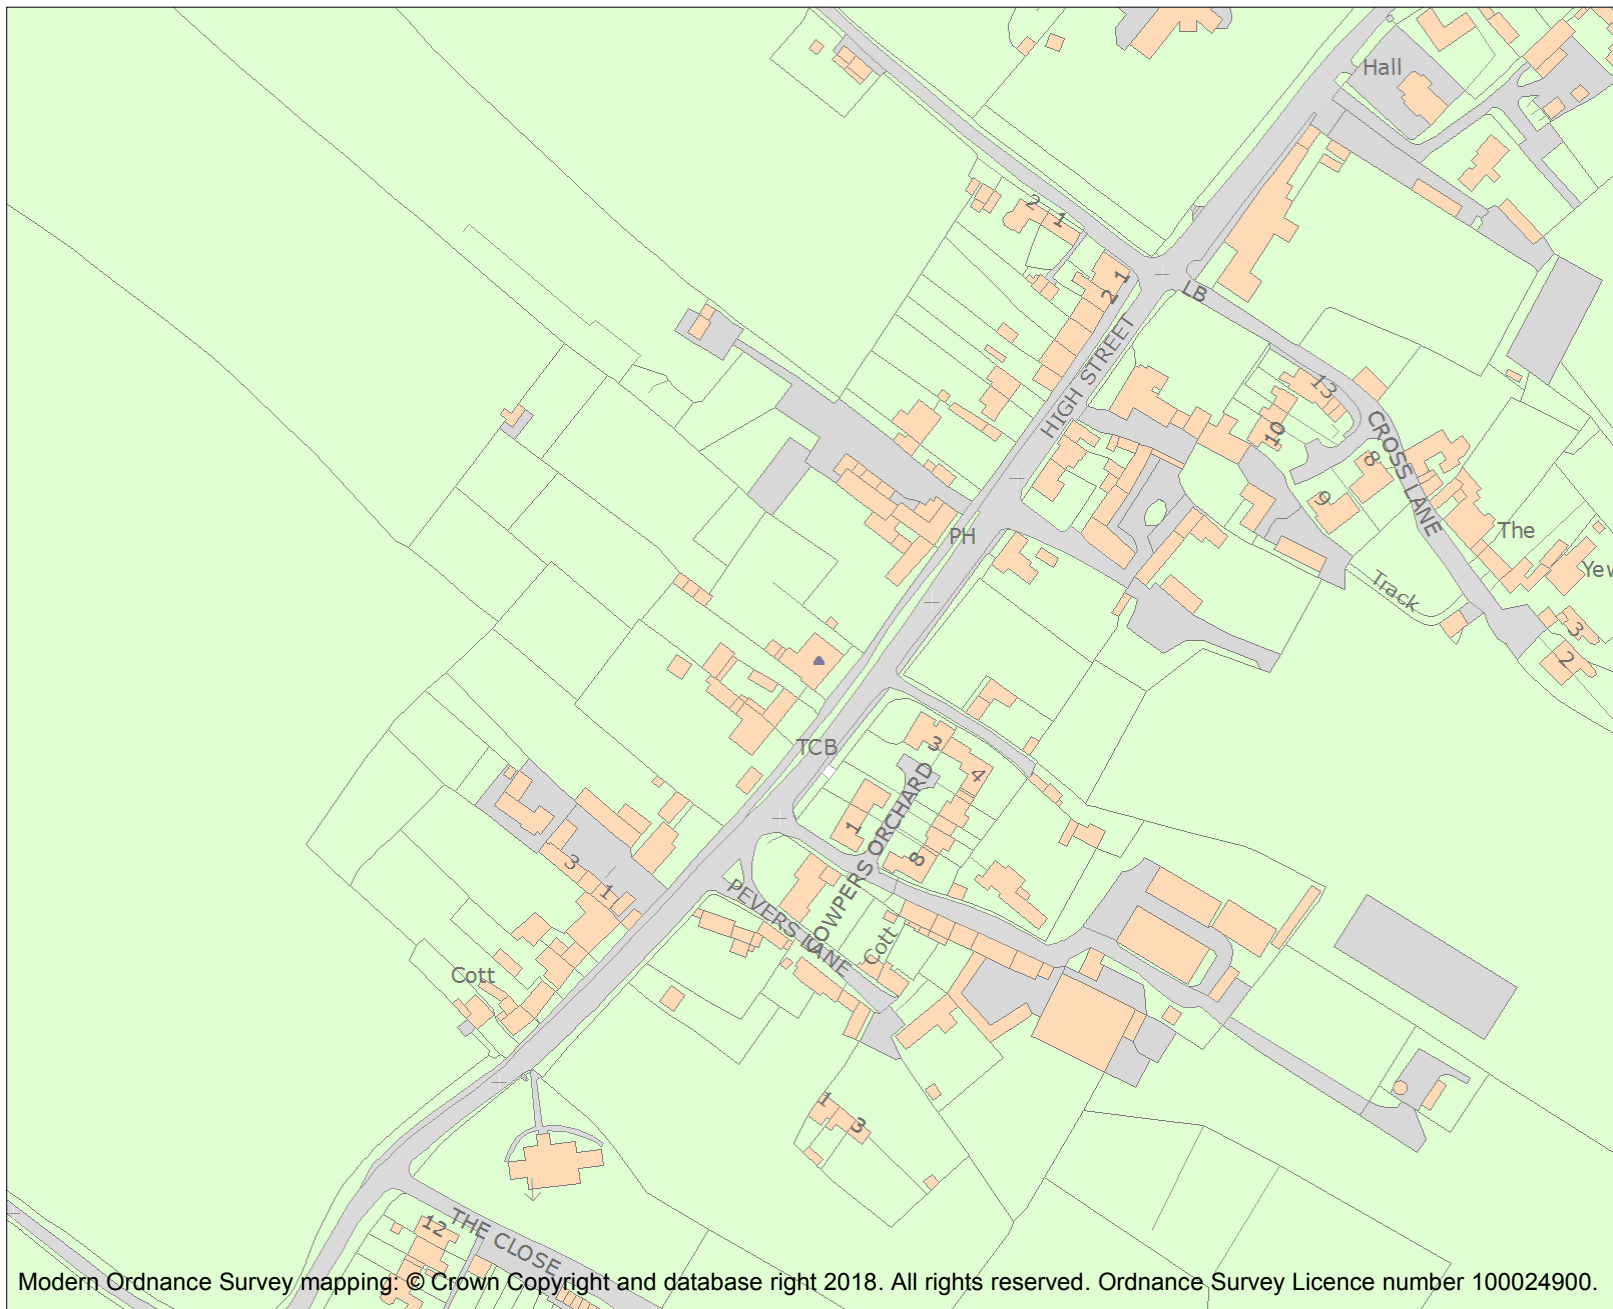 Hall
2
1
1
2
LB
HIGH STREET
13
10
CROSS LANE
8
9
The
PH
Yew
Track
3
2
TCB
3
4
COWPERS ORCHARD
1
8
3
1
PEVERS LANE
Cott
Cott
1
3
12
THE CLOSE
Modern Ordnance Survey mapping: © Crown Copyright and database right 2018. All rights reserved. Ordnance Survey Licence number 100024900.